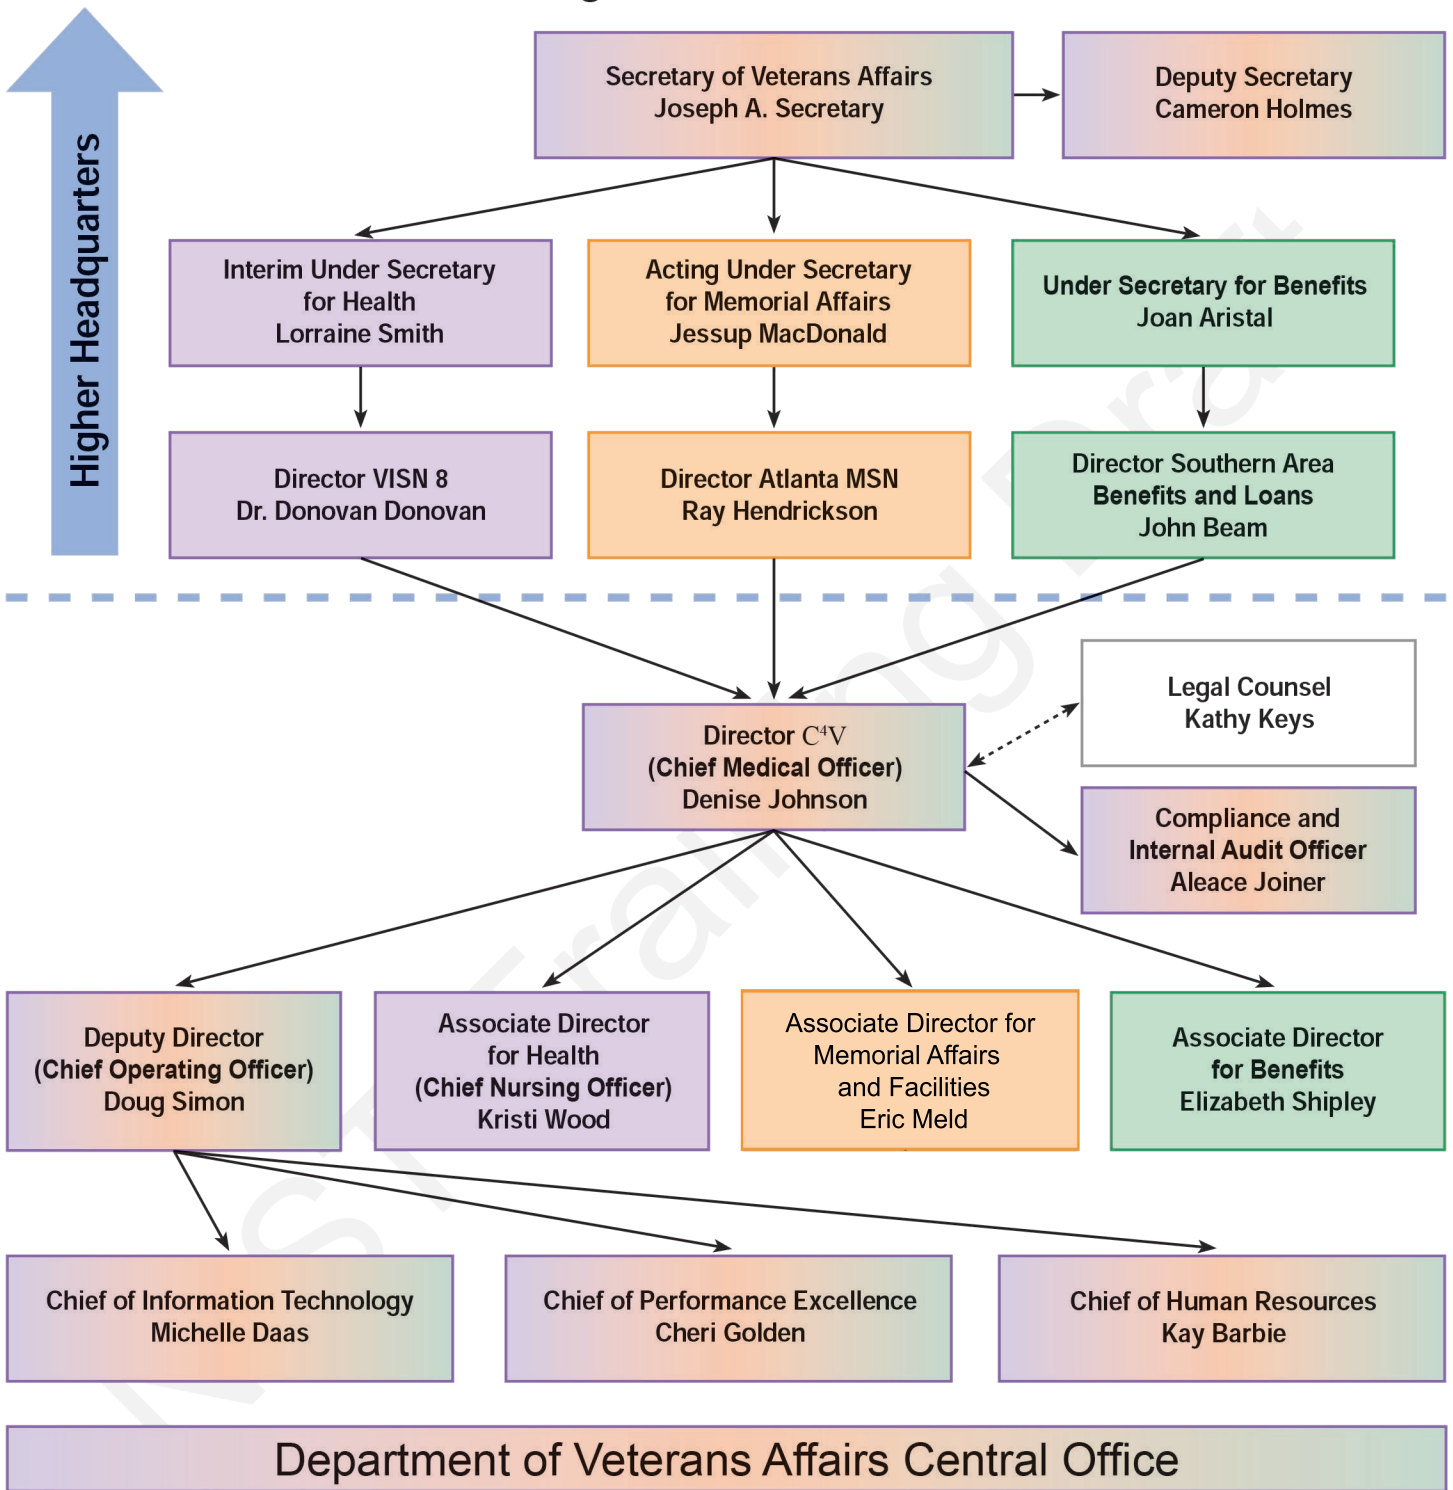 Secretary of Veterans Affairs
Joseph A. Secretary
Deputy Secretary
Cameron Holmes
Higher Headquarters
Interim Under Secretary
for Health
Lorraine Smith
Acting Under Secretary
for Memorial Affairs
Jessup MacDonald
Under Secretary for Benefits
Joan Aristal
Director VISN 8
Dr. Donovan Donovan
Director Atlanta MSN
Ray Hendrickson
Director Southern Area
Benefits and Loans
John Beam
Legal Counsel
Kathy Keys
Director C⁴V
(Chief Medical Officer)
Denise Johnson
Compliance and
Internal Audit Officer
Aleace Joiner
Deputy Director
(Chief Operating Officer)
Doug Simon
Associate Director
for Health
(Chief Nursing Officer)
Kristi Wood
Associate Director for
Memorial Affairs
and Facilities
Eric Meld
Associate Director
for Benefits
Elizabeth Shipley
Chief of Information Technology
Michelle Daas
Chief of Performance Excellence
Cheri Golden
Chief of Human Resources
Kay Barbie
Department of Veterans Affairs Central Office